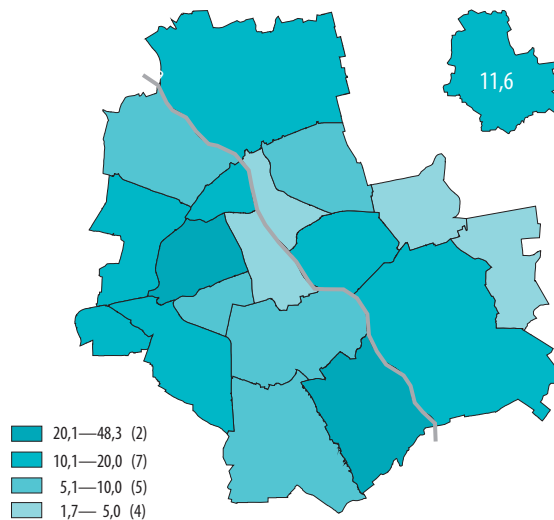 11,6
20,1—48,3 (2)
10,1—20,0 (7)
5,1—10,0 (5)
1,7— 5,0 (4)